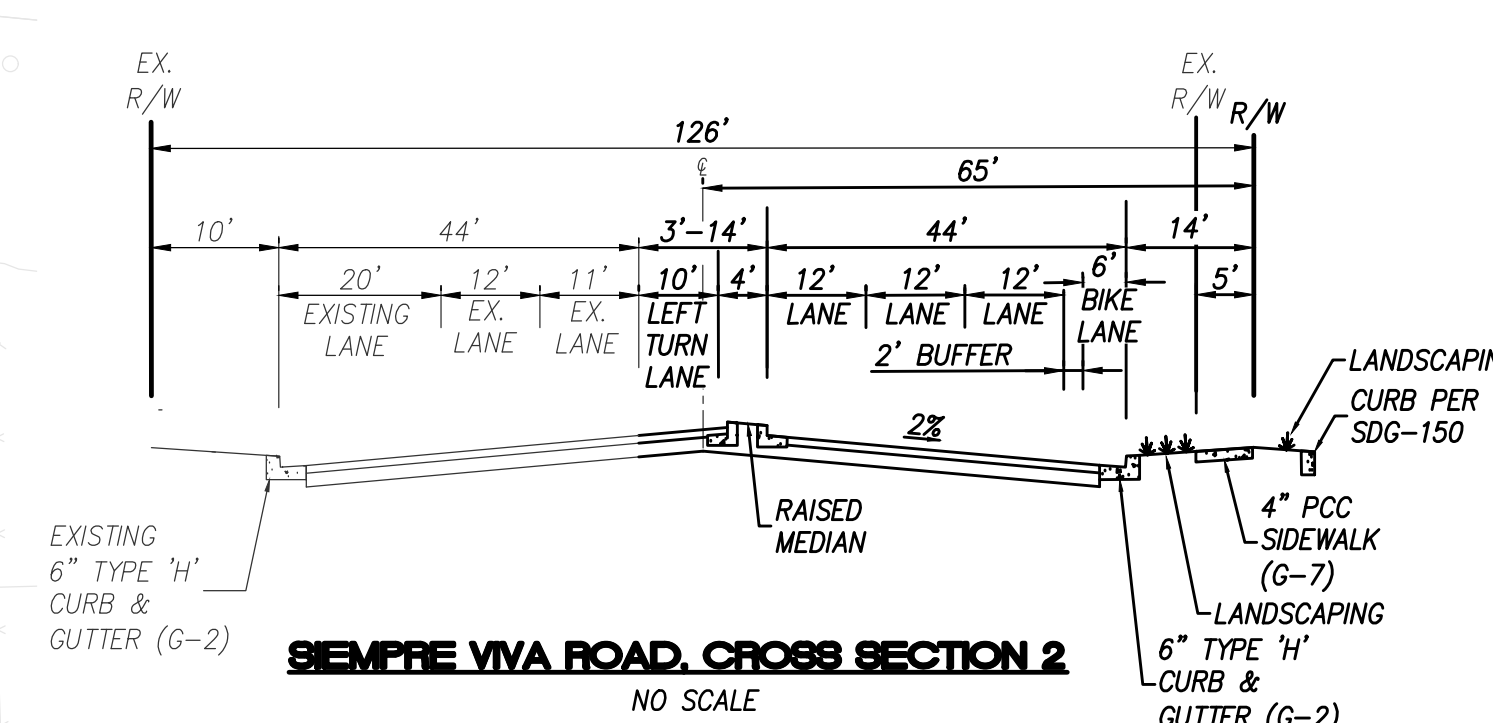 EX.
R/W
EX.
R/W
R/W
126'
℄
65'
10'
44'
3'-14'
44'
14'
20'
EXISTING
LANE
12'
EX.
LANE
11'
EX.
LANE
10'
LEFT
TURN
LANE
4'
12'
LANE
12'
LANE
12'
LANE
6'
BIKE
LANE
5'
2' BUFFER
2%
LANDSCAPIN
CURB PER
SDG-150
RAISED
MEDIAN
EXISTING
6" TYPE 'H'
CURB &
GUTTER (G-2)
4" PCC
SIDEWALK
(G-7)
LANDSCAPING
6" TYPE 'H'
CURB &
GUTTER (G-2)
SIEMPRE VIVA ROAD, CROSS SECTION 2
NO SCALE